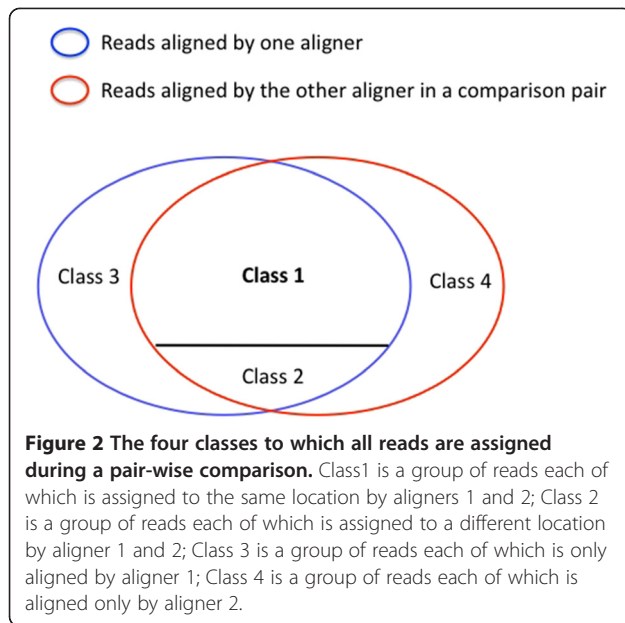 Reads aligned by one aligner
Reads aligned by the other aligner in a comparison pair
Class 3
Class 1
Class 4
Class 2
Figure 2 The four classes to which all reads are assigned
during a pair-wise comparison. Class1 is a group of reads each of
which is assigned to the same location by aligners 1 and 2; Class 2
is a group of reads each of which is assigned to a different location
by aligner 1 and 2; Class 3 is a group of reads each of which is only
aligned by aligner 1; Class 4 is a group of reads each of which is
aligned only by aligner 2.